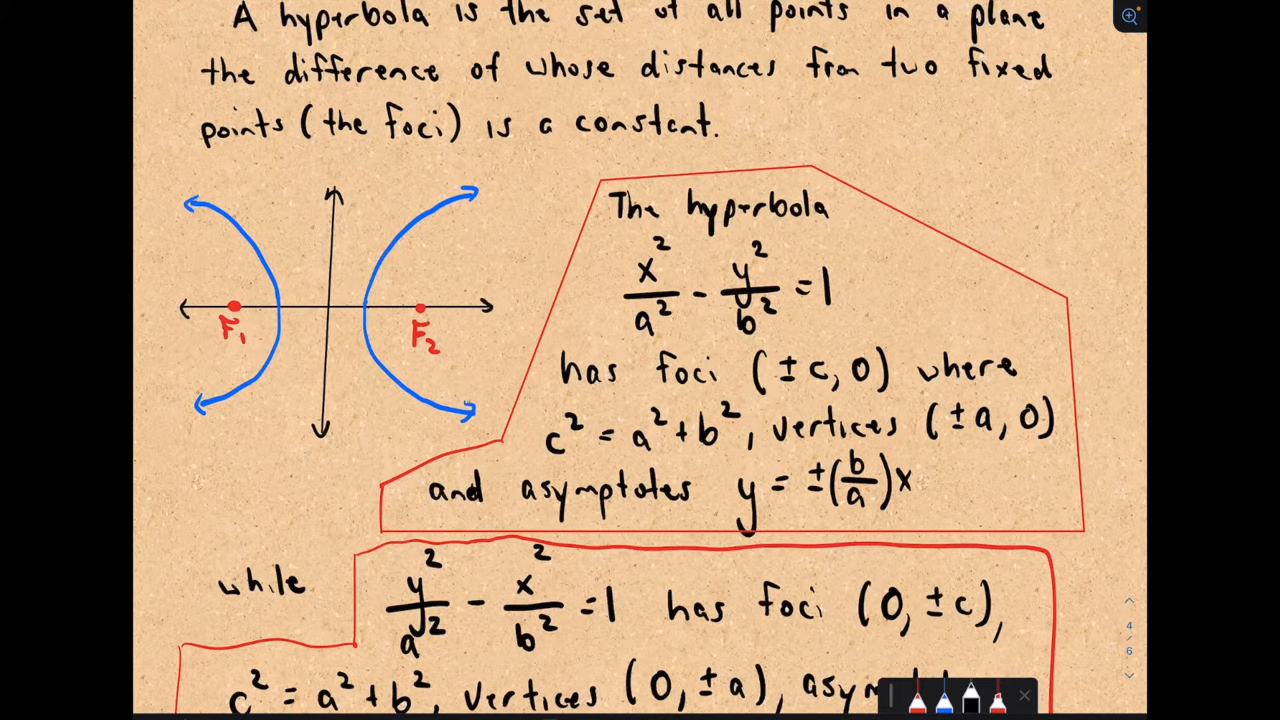 A hyperbola is the set of all points in a plane
the difference of whose distances from two fixed
points (the foci) is a constant.
The hyperbola
x²/a² - y²/b² = 1
F₁
F₂
has foci (±c, 0) where
c² = a² + b², vertices (±a, 0)
and asymptotes y = ±(b/a)x
while y²/a² - x²/b² = 1 has foci (0, ±c),
c² = a² + b², vertices (0, ±a),
4
/
6